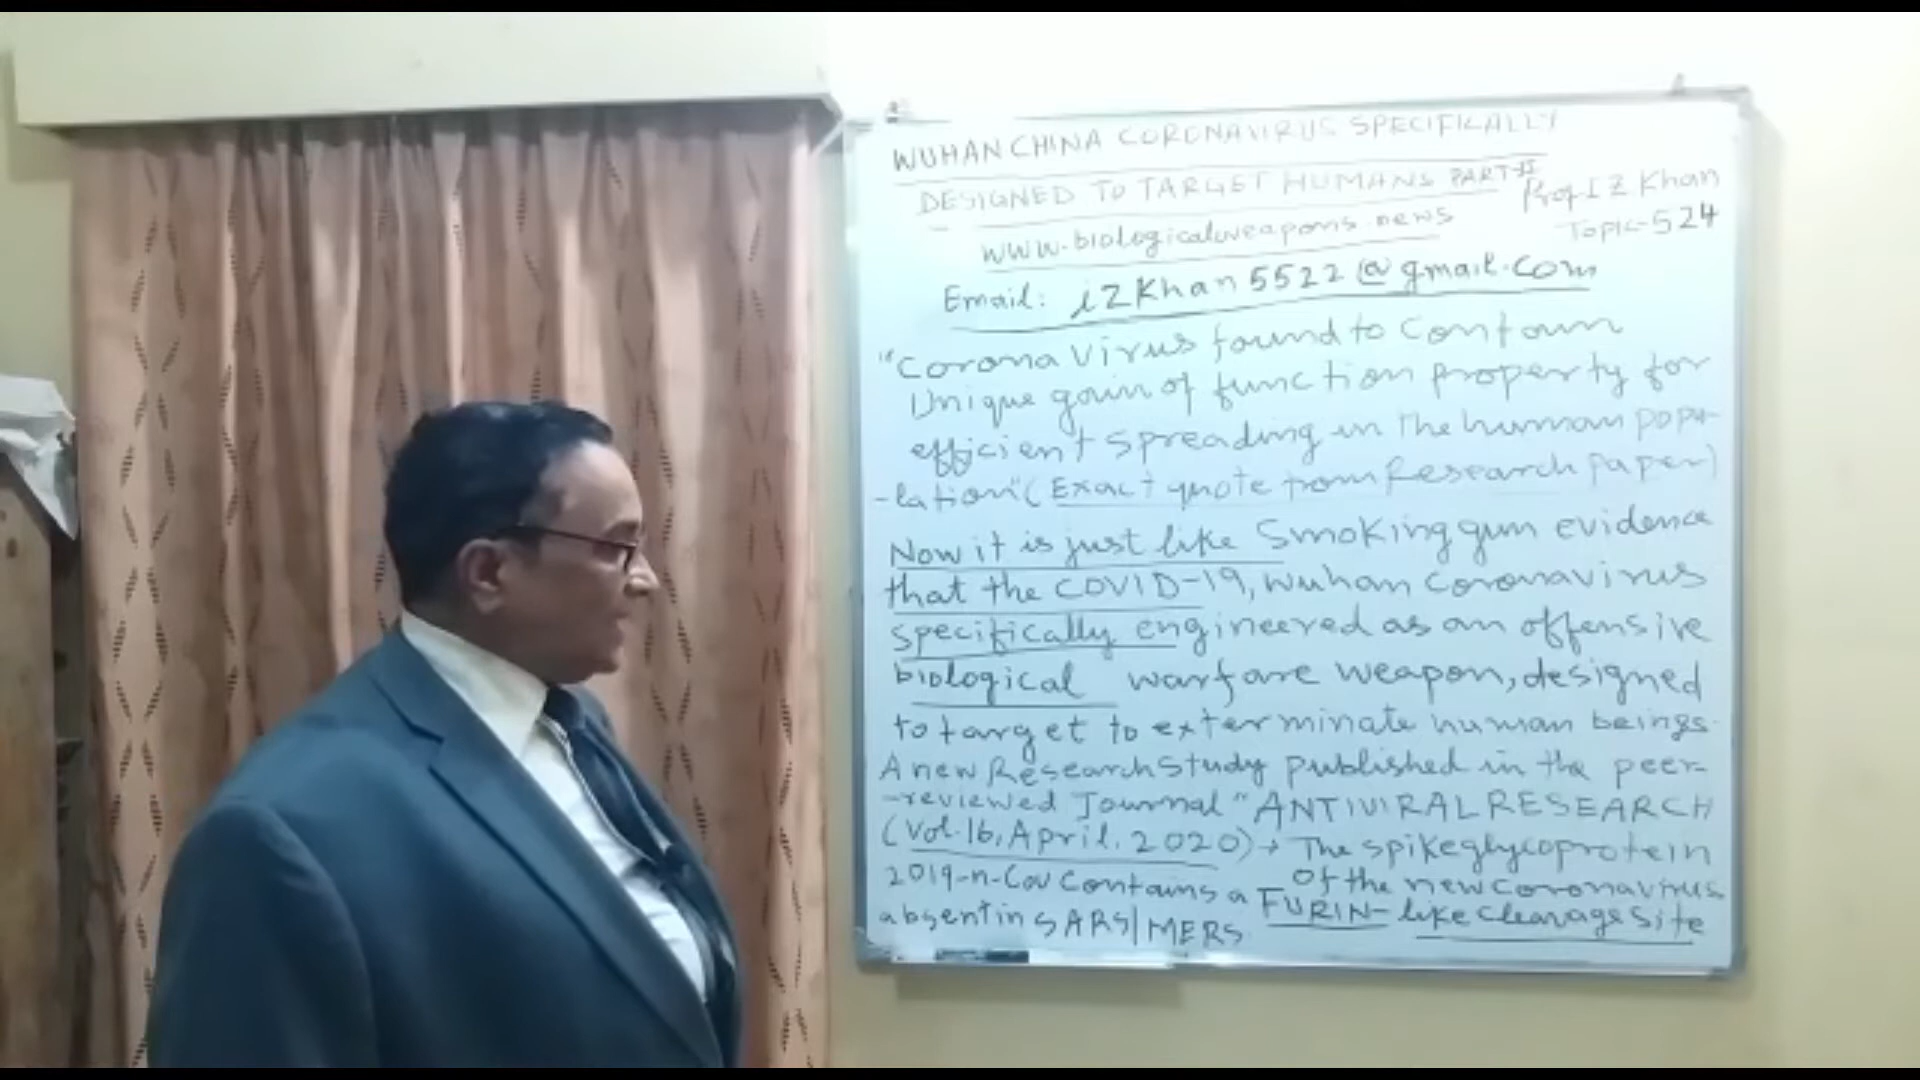 WUHAN CHINA CORONAVIRUS SPECIFICALLY
DESIGNED TO TARGET HUMANS PART-II
Prof I Z Khan
www.biologicalweapons.news
Topic-524
Email: iZKhan5522@gmail.com
"Corona Virus found to Contain
Unique gain of function property for
efficient spreading in the human popu-
-lation" (Exact quote from Research Paper)
Now it is just like Smoking gun evidence
that the COVID-19, Wuhan Coronavirus
specifically engineered as an offensive
biological warfare weapon, designed
to target to exterminate human beings.
A new Research Study published in the peer-
-reviewed Journal "ANTIVIRAL RESEARCH
(Vol.16, April, 2020) → The spike glycoprotein
of the new coronavirus
2019-n-Cov Contains a FURIN-like cleavage site
absent in SARS/MERS